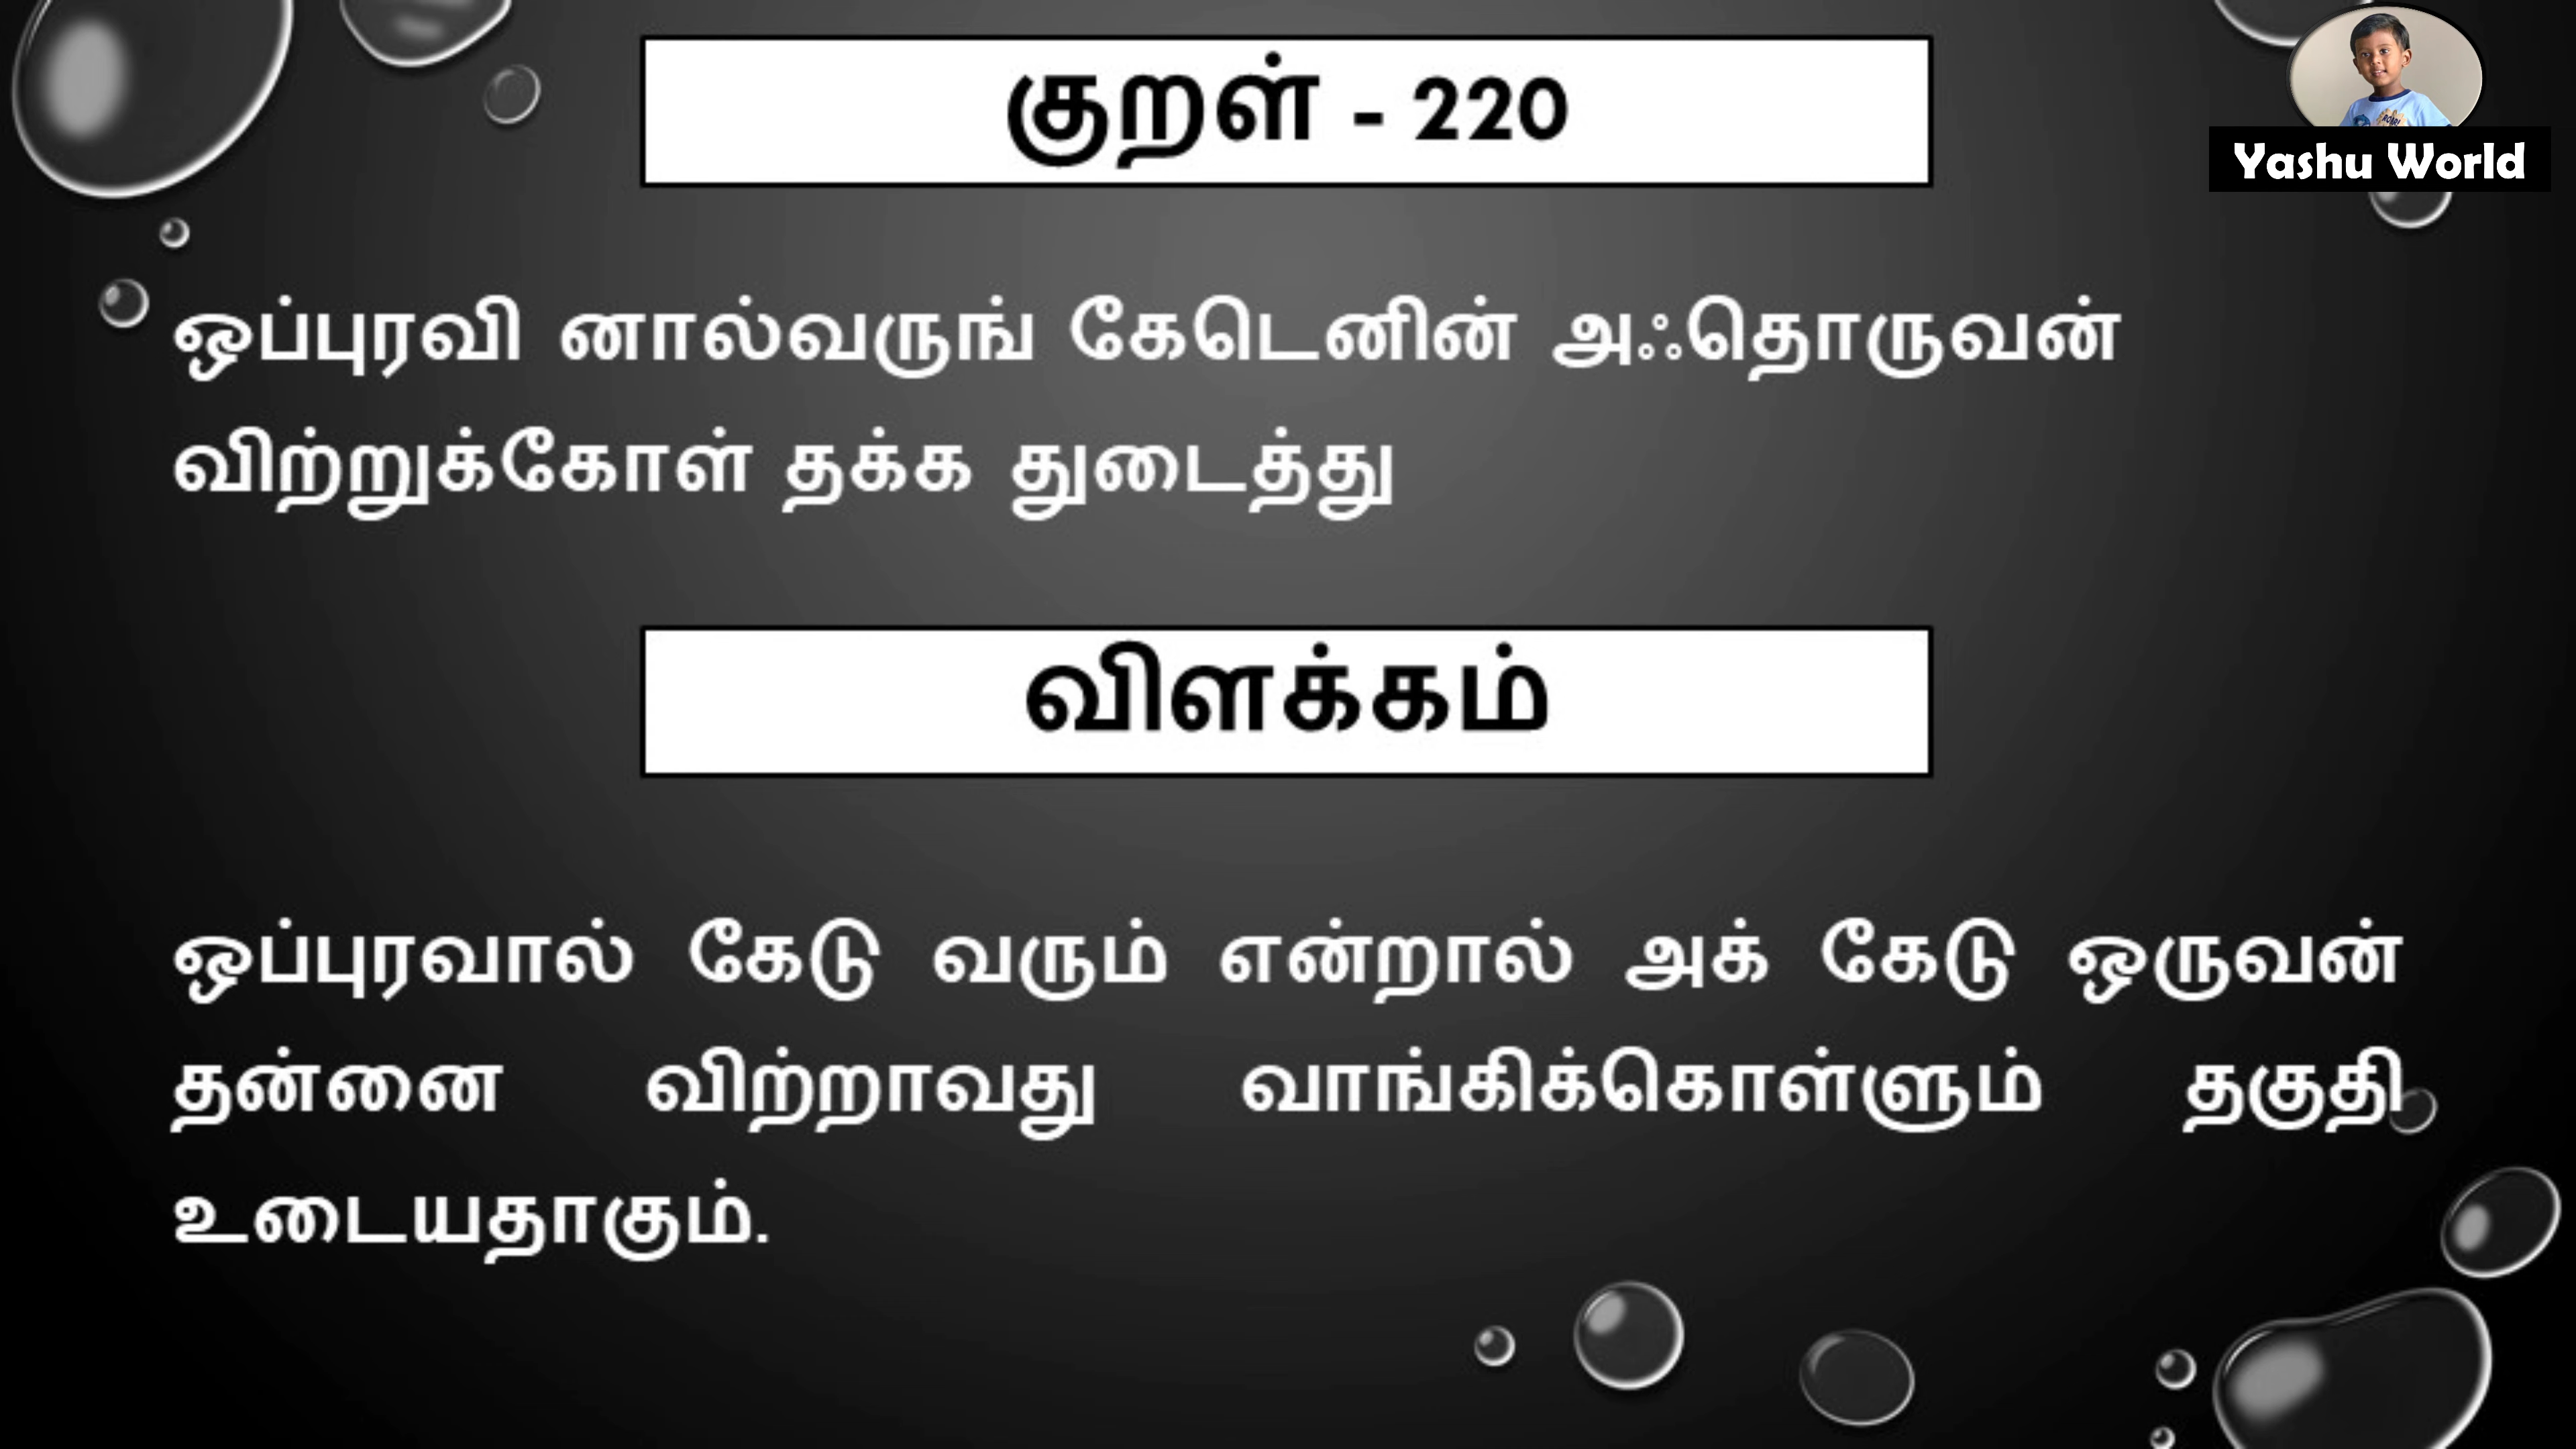 குறள் - 220
Yashu World
ஒப்புரவி னால்வருங் கேடெனின் அஃதொருவன்
விற்றுக்கோள் தக்க துடைத்து
விளக்கம்
ஒப்புரவால் கேடு வரும் என்றால் அக் கேடு ஒருவன்
தன்னை விற்றாவது வாங்கிக்கொள்ளும் தகுதி
உடையதாகும்.